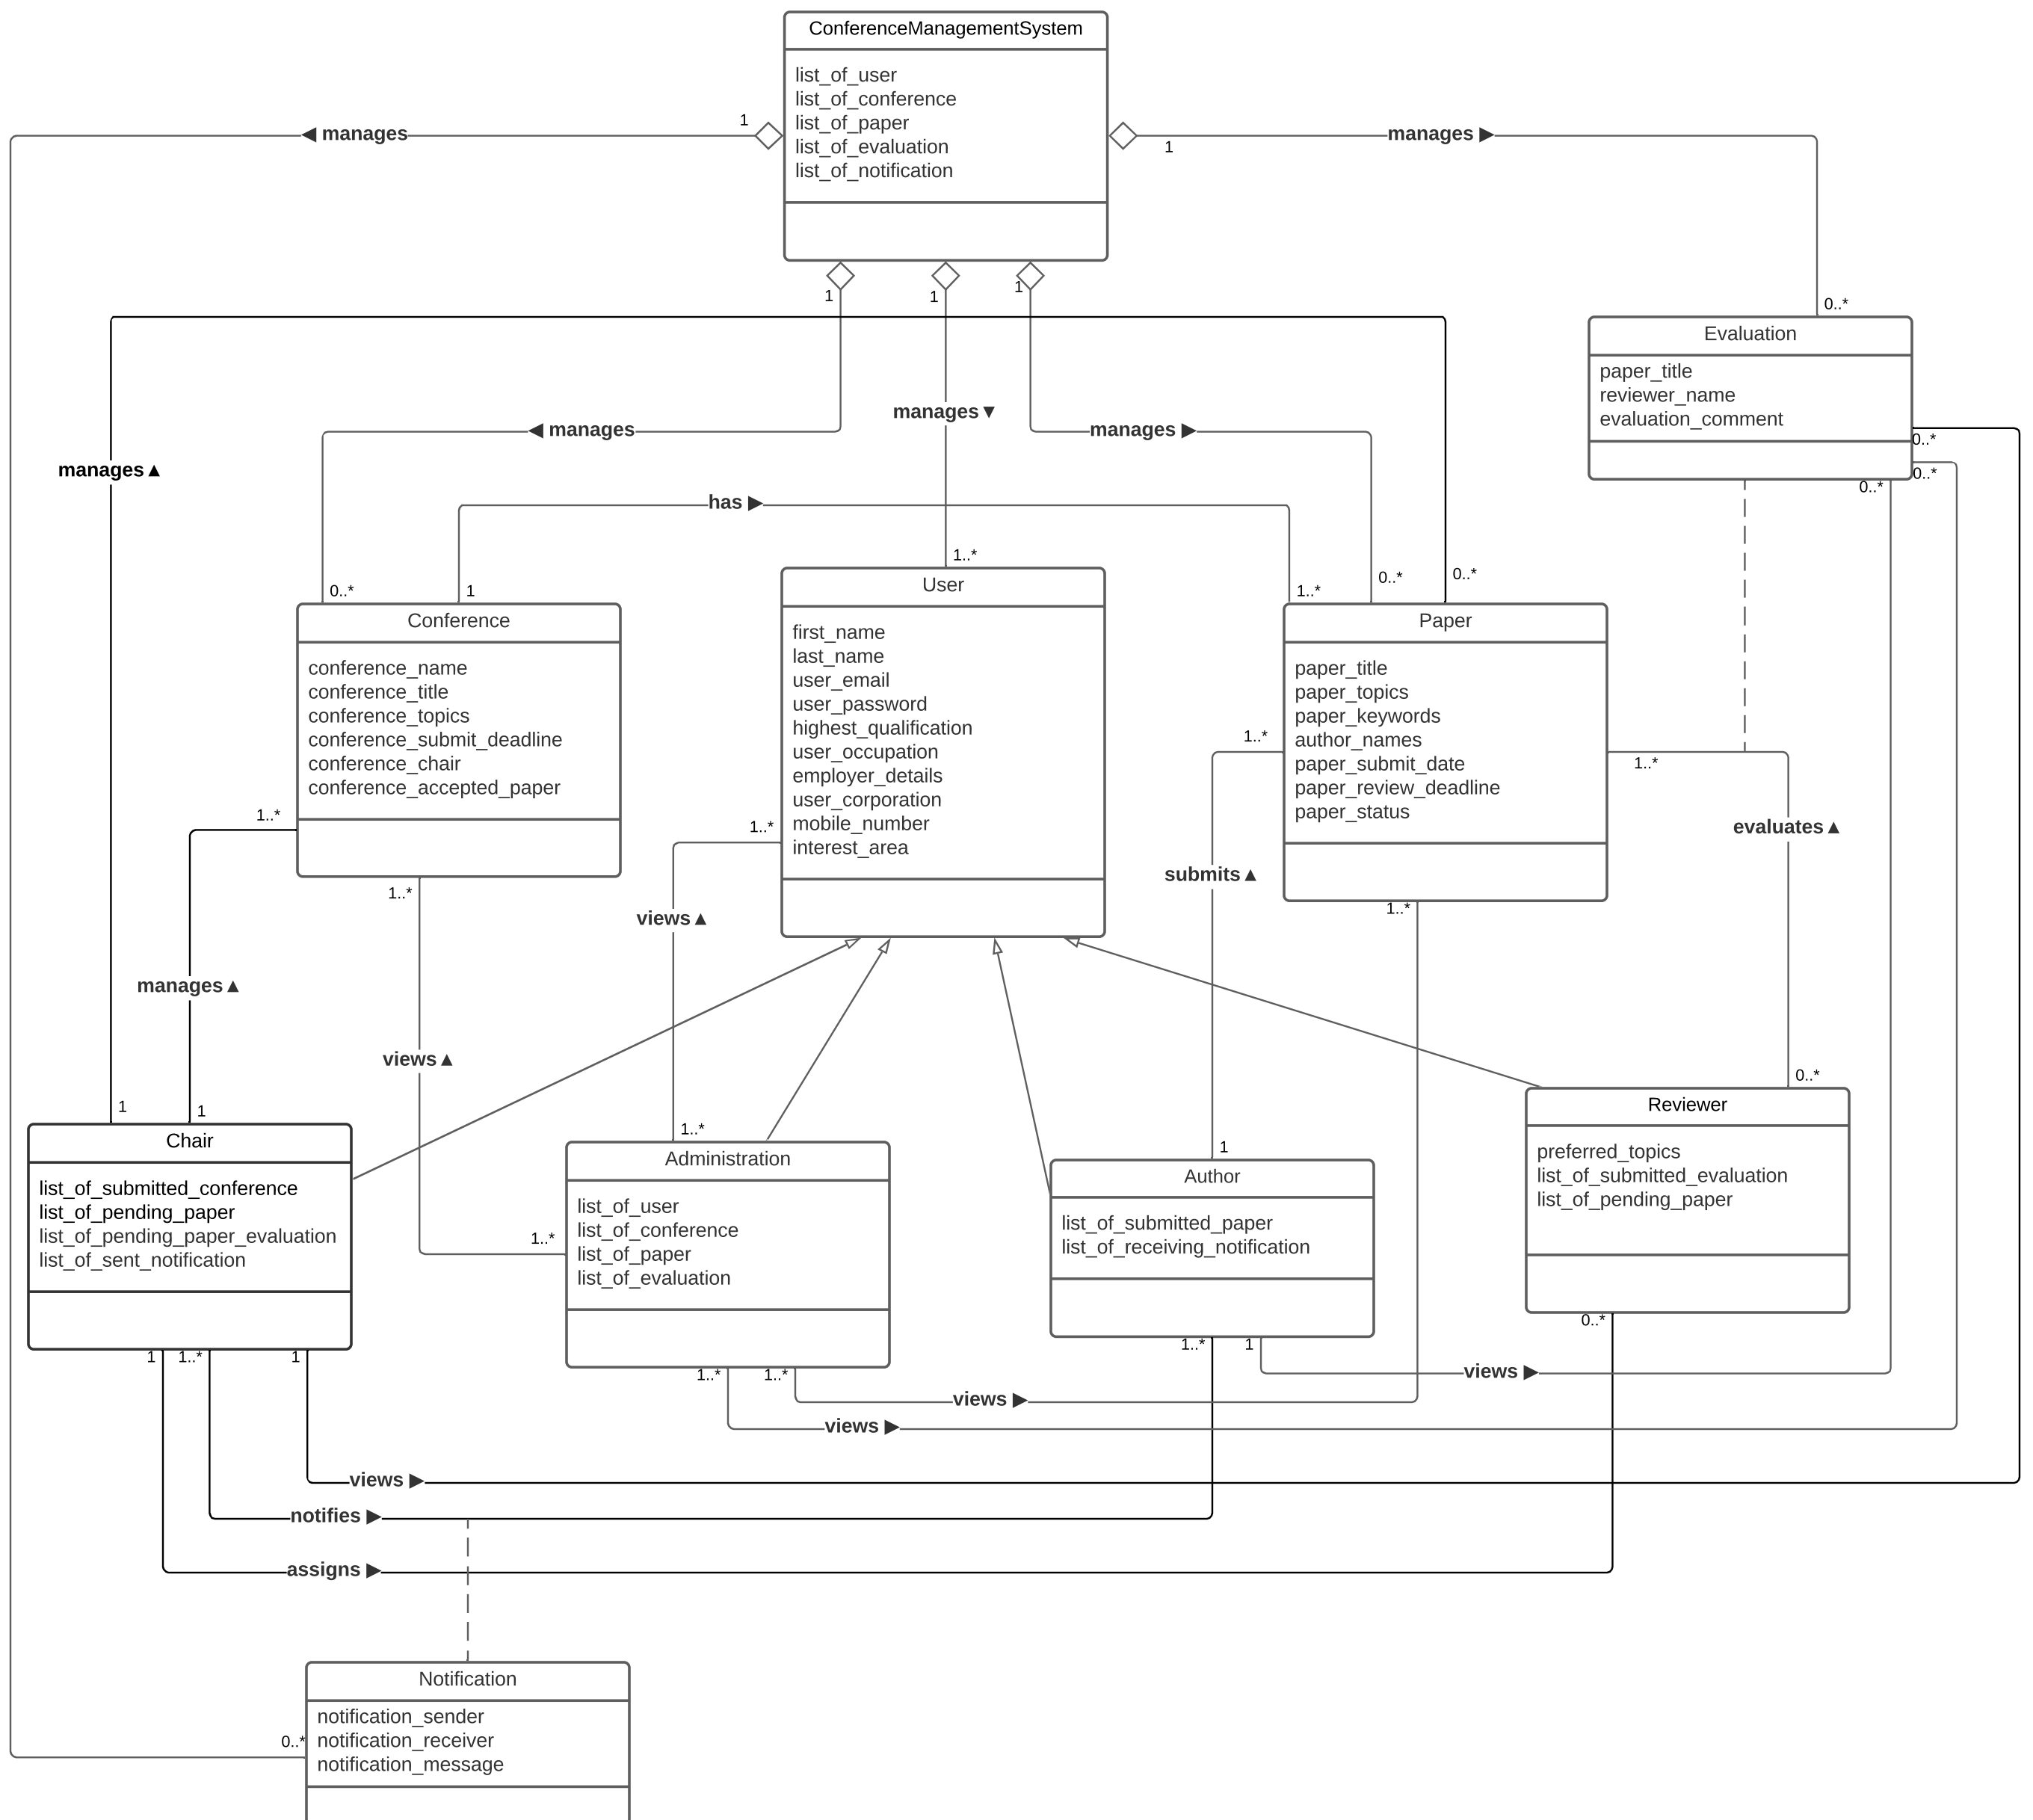 ConferenceManagementSystem
list_of_user
list_of_conference
list_of_paper
list_of_evaluation
list_of_notification
1
◀ manages
1
manages ▶
1
1
1
0..*
Evaluation
paper_title
reviewer_name
evaluation_comment
0..*
0..*
0..*
manages ▼
◀ manages
manages ▶
manages ▲
has ▶
0..*
1
1..*
1..*
0..*
0..*
Conference
conference_name
conference_title
conference_topics
conference_submit_deadline
conference_chair
conference_accepted_paper
User
first_name
last_name
user_email
user_password
highest_qualification
user_occupation
employer_details
user_corporation
mobile_number
interest_area
Paper
paper_title
paper_topics
paper_keywords
author_names
paper_submit_date
paper_review_deadline
paper_status
1..*
1..*
1..*
1..*
1..*
1..*
evaluates ▲
submits ▲
views ▲
manages ▲
views ▲
1
1
1..*
1..*
1
0..*
Chair
list_of_submitted_conference
list_of_pending_paper
list_of_pending_paper_evaluation
list_of_sent_notification
Administration
list_of_user
list_of_conference
list_of_paper
list_of_evaluation
Author
list_of_submitted_paper
list_of_receiving_notification
Reviewer
preferred_topics
list_of_submitted_evaluation
list_of_pending_paper
1
1..*
1
1..*
1..*
1..*
1
0..*
views ▶
views ▶
views ▶
views ▶
notifies ▶
assigns ▶
Notification
notification_sender
notification_receiver
notification_message
0..*